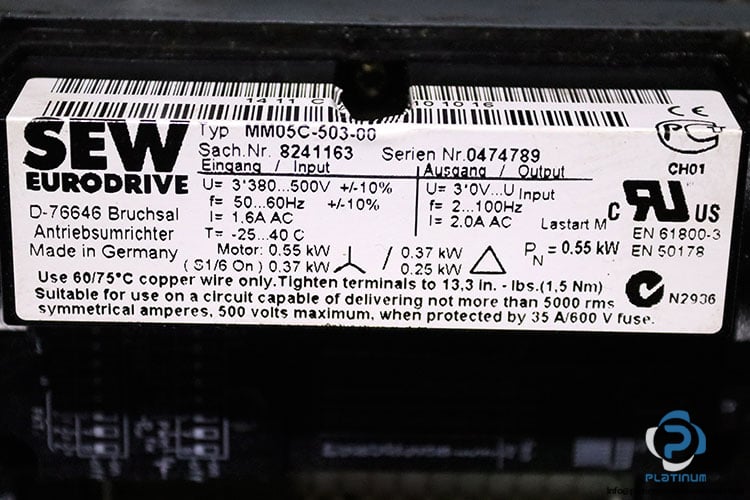 SEW
EURODRIVE
D-76646 Bruchsal
Antriebsumrichter
Made in Germany
Typ MM05C-503-00
Sach.Nr. 8241163 Serien Nr.0474789
Eingang / Input
U= 3*380...500V +/-10%
f= 50...60Hz +/-10%
I= 1.6A AC
T= -25...40 C
Ausgang / Output
U= 3*0V...U Input
f= 2...100Hz
I= 2.0A AC
Lastart M
Motor: 0.55 kW / 0.37 kW
(S1/6 On) 0.37 kW 0.25 kW
PN = 0.55 kW
CE
CH01
C US
EN 61800-3
EN 50178
N2936
Use 60/75°C copper wire only.Tighten terminals to 13,3 in. - lbs.(1,5 Nm)
Suitable for use on a circuit capable of delivering not more than 5000 rms
symmetrical amperes, 500 volts maximum, when protected by 35 A/600 V fuse.
PLATINUM